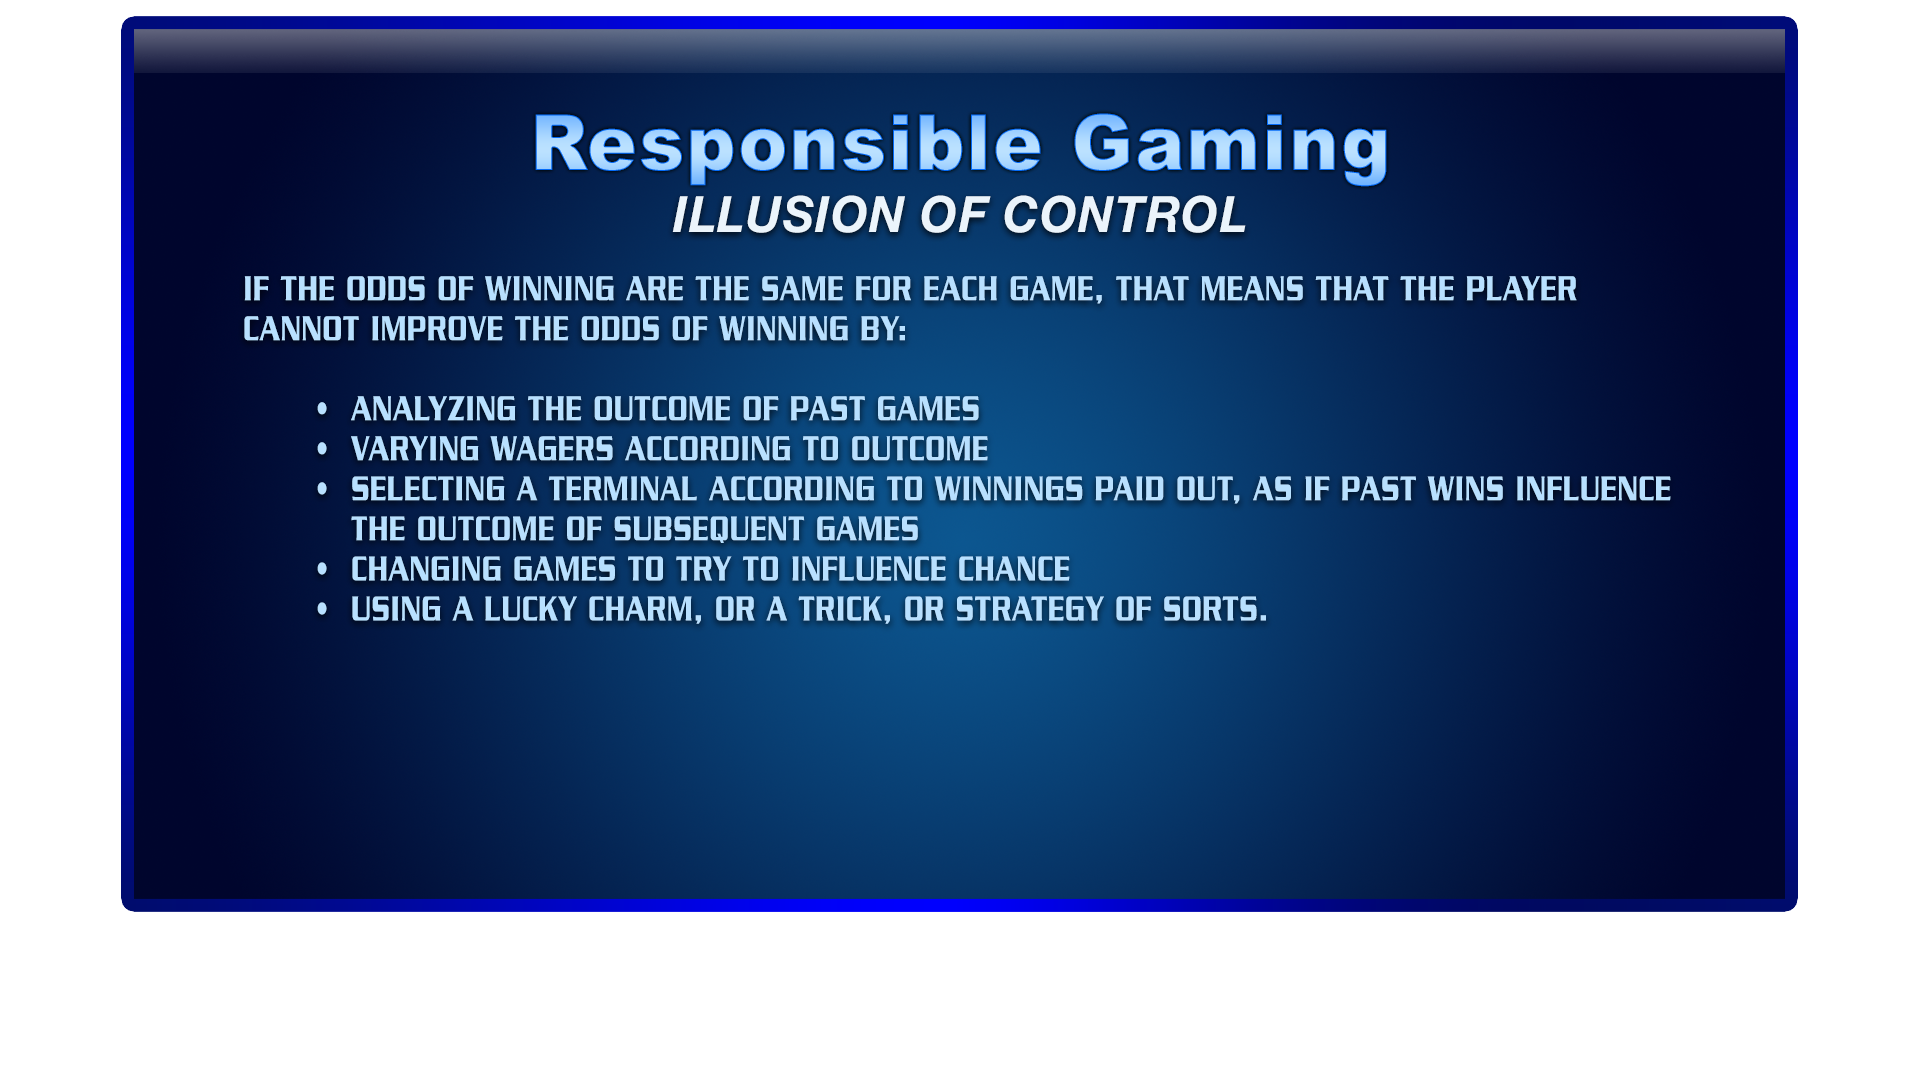 Responsible Gaming
ILLUSION OF CONTROL
IF THE ODDS OF WINNING ARE THE SAME FOR EACH GAME, THAT MEANS THAT THE PLAYER
CANNOT IMPROVE THE ODDS OF WINNING BY:
• ANALYZING THE OUTCOME OF PAST GAMES
• VARYING WAGERS ACCORDING TO OUTCOME
• SELECTING A TERMINAL ACCORDING TO WINNINGS PAID OUT, AS IF PAST WINS INFLUENCE
THE OUTCOME OF SUBSEQUENT GAMES
• CHANGING GAMES TO TRY TO INFLUENCE CHANCE
• USING A LUCKY CHARM, OR A TRICK, OR STRATEGY OF SORTS.